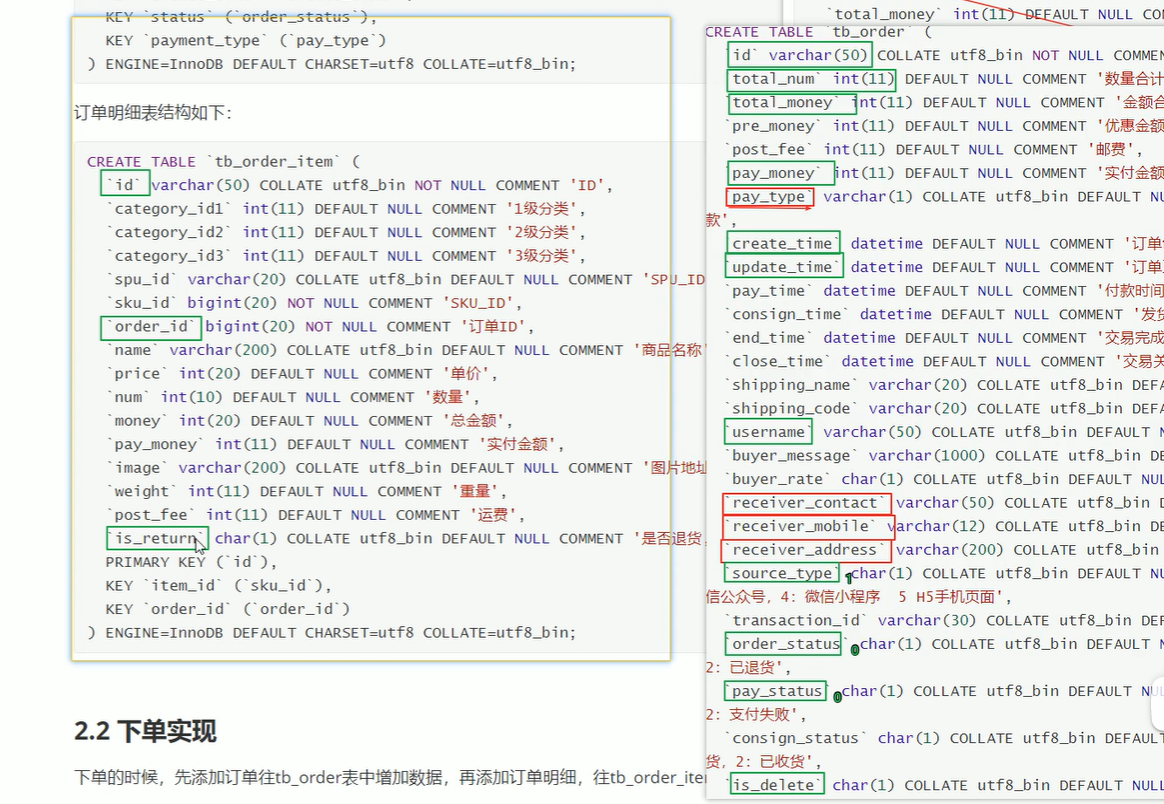 KEY `status` (`order_status`),
KEY `payment_type` (`pay_type`)
) ENGINE=InnoDB DEFAULT CHARSET=utf8 COLLATE=utf8_bin;
订单明细表结构如下：
CREATE TABLE `tb_order_item` (
`id` varchar(50) COLLATE utf8_bin NOT NULL COMMENT 'ID',
`category_id1` int(11) DEFAULT NULL COMMENT '1级分类',
`category_id2` int(11) DEFAULT NULL COMMENT '2级分类',
`category_id3` int(11) DEFAULT NULL COMMENT '3级分类',
`spu_id` varchar(20) COLLATE utf8_bin DEFAULT NULL COMMENT 'SPU_ID
`sku_id` bigint(20) NOT NULL COMMENT 'SKU_ID',
`order_id` bigint(20) NOT NULL COMMENT '订单ID',
`name` varchar(200) COLLATE utf8_bin DEFAULT NULL COMMENT '商品名称'
`price` int(20) DEFAULT NULL COMMENT '单价',
`num` int(10) DEFAULT NULL COMMENT '数量',
`money` int(20) DEFAULT NULL COMMENT '总金额',
`pay_money` int(11) DEFAULT NULL COMMENT '实付金额',
`image` varchar(200) COLLATE utf8_bin DEFAULT NULL COMMENT '图片地址
`weight` int(11) DEFAULT NULL COMMENT '重量',
`post_fee` int(11) DEFAULT NULL COMMENT '运费',
`is_return` char(1) COLLATE utf8_bin DEFAULT NULL COMMENT '是否退货,
PRIMARY KEY (`id`),
KEY `item_id` (`sku_id`),
KEY `order_id` (`order_id`)
) ENGINE=InnoDB DEFAULT CHARSET=utf8 COLLATE=utf8_bin;
2.2 下单实现
下单的时候，先添加订单往tb_order表中增加数据，再添加订单明细，往tb_order_iter
`total_money` int(11) DEFAULT NULL CO
CREATE TABLE `tb_order` (
`id` varchar(50) COLLATE utf8_bin NOT NULL COMMEN
`total_num` int(11) DEFAULT NULL COMMENT '数量合计
`total_money` int(11) DEFAULT NULL COMMENT '金额合
`pre_money` int(11) DEFAULT NULL COMMENT '优惠金额
`post_fee` int(11) DEFAULT NULL COMMENT '邮费',
`pay_money` int(11) DEFAULT NULL COMMENT '实付金额
`pay_type` varchar(1) COLLATE utf8_bin DEFAULT NU
款',
`create_time` datetime DEFAULT NULL COMMENT '订单
`update_time` datetime DEFAULT NULL COMMENT '订单
`pay_time` datetime DEFAULT NULL COMMENT '付款时间
`consign_time` datetime DEFAULT NULL COMMENT '发货
`end_time` datetime DEFAULT NULL COMMENT '交易完成
`close_time` datetime DEFAULT NULL COMMENT '交易关
`shipping_name` varchar(20) COLLATE utf8_bin DEFA
`shipping_code` varchar(20) COLLATE utf8_bin DEFA
`username` varchar(50) COLLATE utf8_bin DEFAULT N
`buyer_message` varchar(1000) COLLATE utf8_bin DE
`buyer_rate` char(1) COLLATE utf8_bin DEFAULT NUL
`receiver_contact` varchar(50) COLLATE utf8_bin D
`receiver_mobile` varchar(12) COLLATE utf8_bin DE
`receiver_address` varchar(200) COLLATE utf8_bin
`source_type` 1 char(1) COLLATE utf8_bin DEFAULT N
信公众号，4：微信小程序  5 H5手机页面',
`transaction_id` varchar(30) COLLATE utf8_bin DEF
`order_status` 0 char(1) COLLATE utf8_bin DEFAULT N
2：已退货',
`pay_status` 0 char(1) COLLATE utf8_bin DEFAULT NUL
2：支付失败',
`consign_status` char(1) COLLATE utf8_bin DEFAULT
货，2：已收货',
`is_delete` char(1) COLLATE utf8_bin DEFAULT NULL